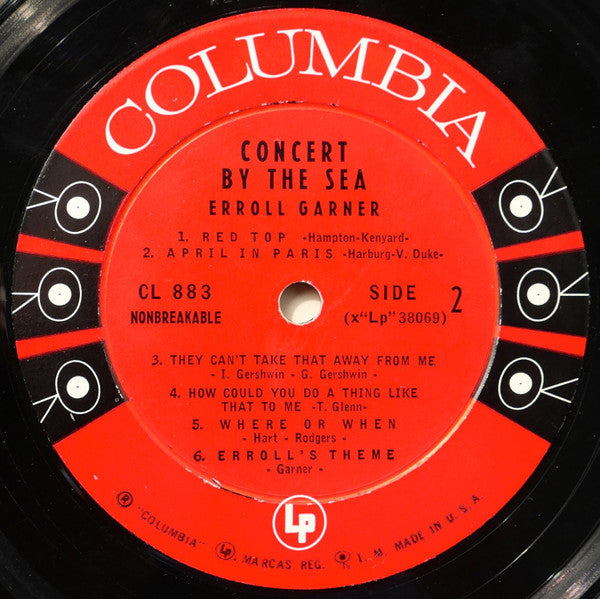 COLUMBIA
CONCERT
BY THE SEA
ERROLL GARNER
1. RED TOP -Hampton-Kenyard-
2. APRIL IN PARIS -Harburg-V. Duke-
CL 883 SIDE 2
NONBREAKABLE (x“Lp”38069)
3. THEY CAN'T TAKE THAT AWAY FROM ME
- I. Gershwin - G. Gershwin -
4. HOW COULD YOU DO A THING LIKE
THAT TO ME -T. Glenn-
5. WHERE OR WHEN
- Hart - Rodgers -
6. ERROLL'S THEME
- Garner -
Lp
® "COLUMBIA" MARCAS REG. T. M. MADE IN U. S. A.